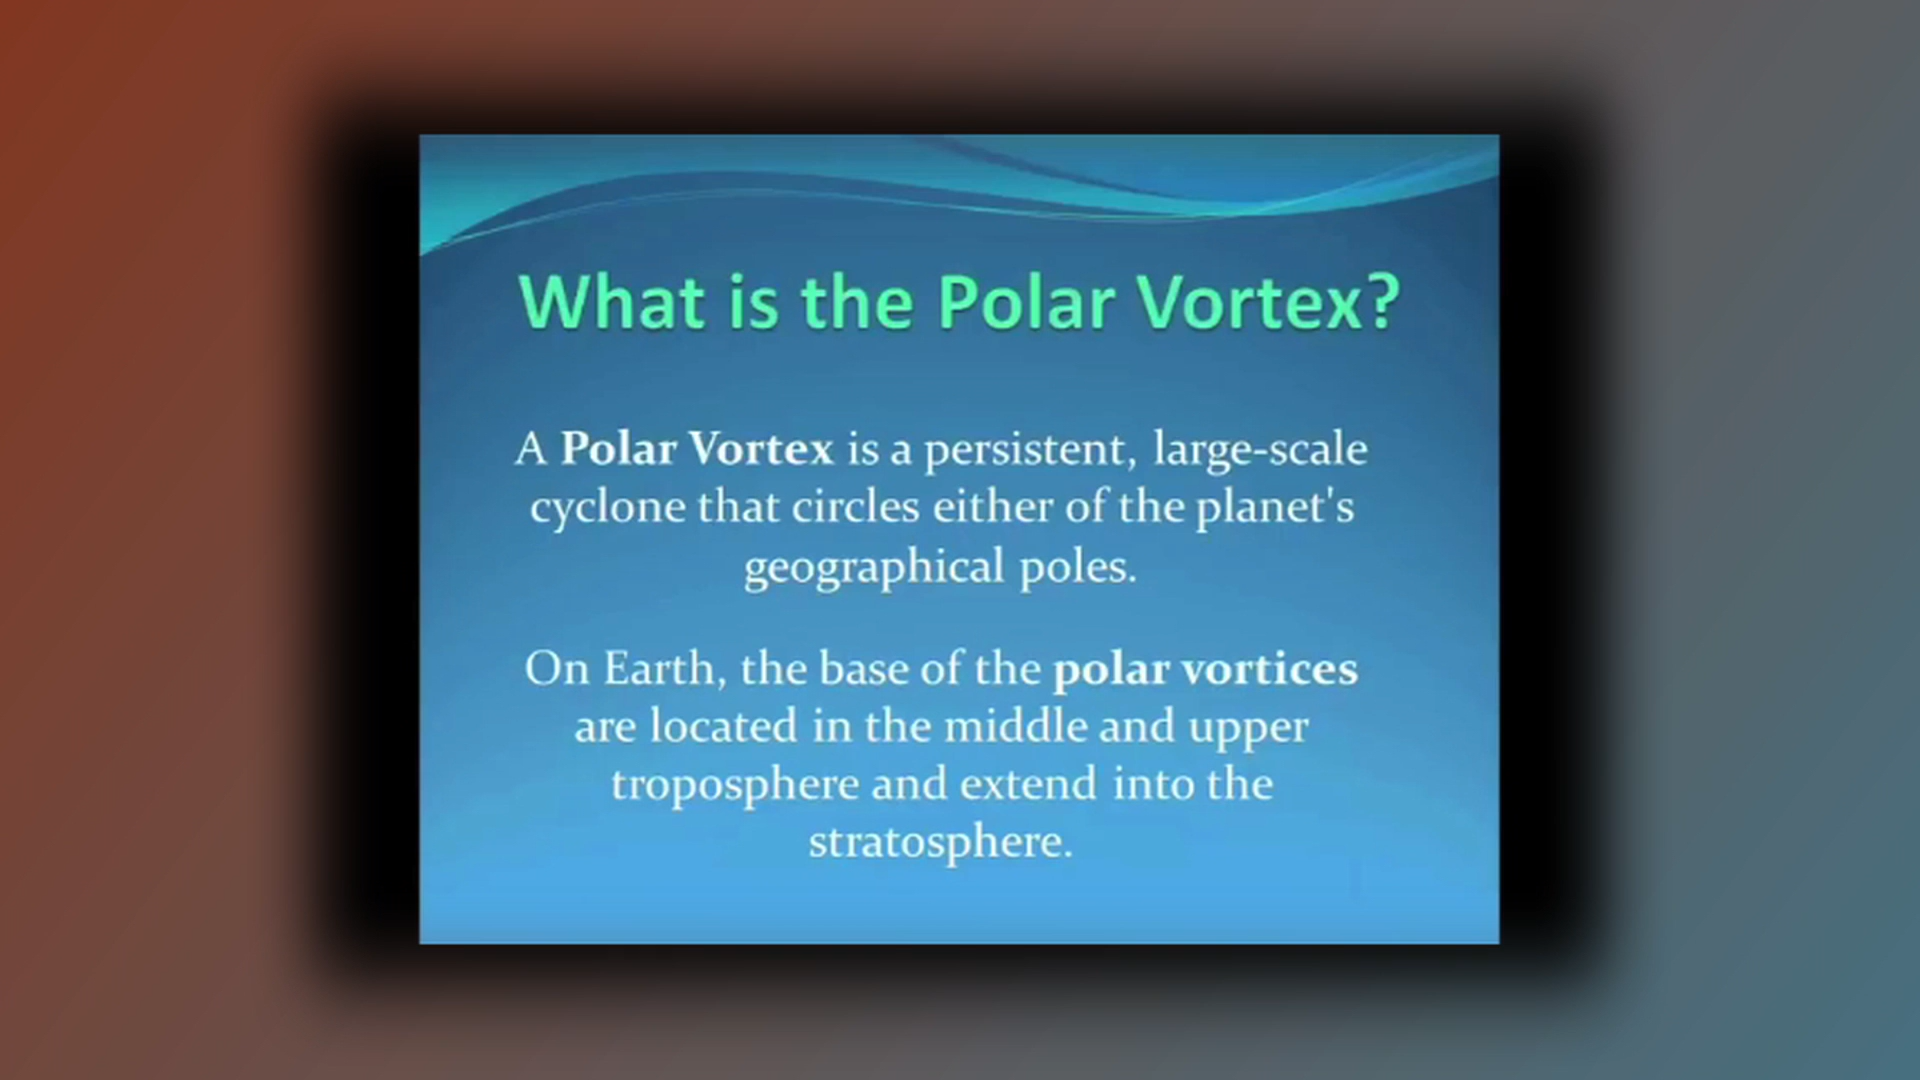 What is the Polar Vortex?
A Polar Vortex is a persistent, large-scale
cyclone that circles either of the planet's
geographical poles.
On Earth, the base of the polar vortices
are located in the middle and upper
troposphere and extend into the
stratosphere.